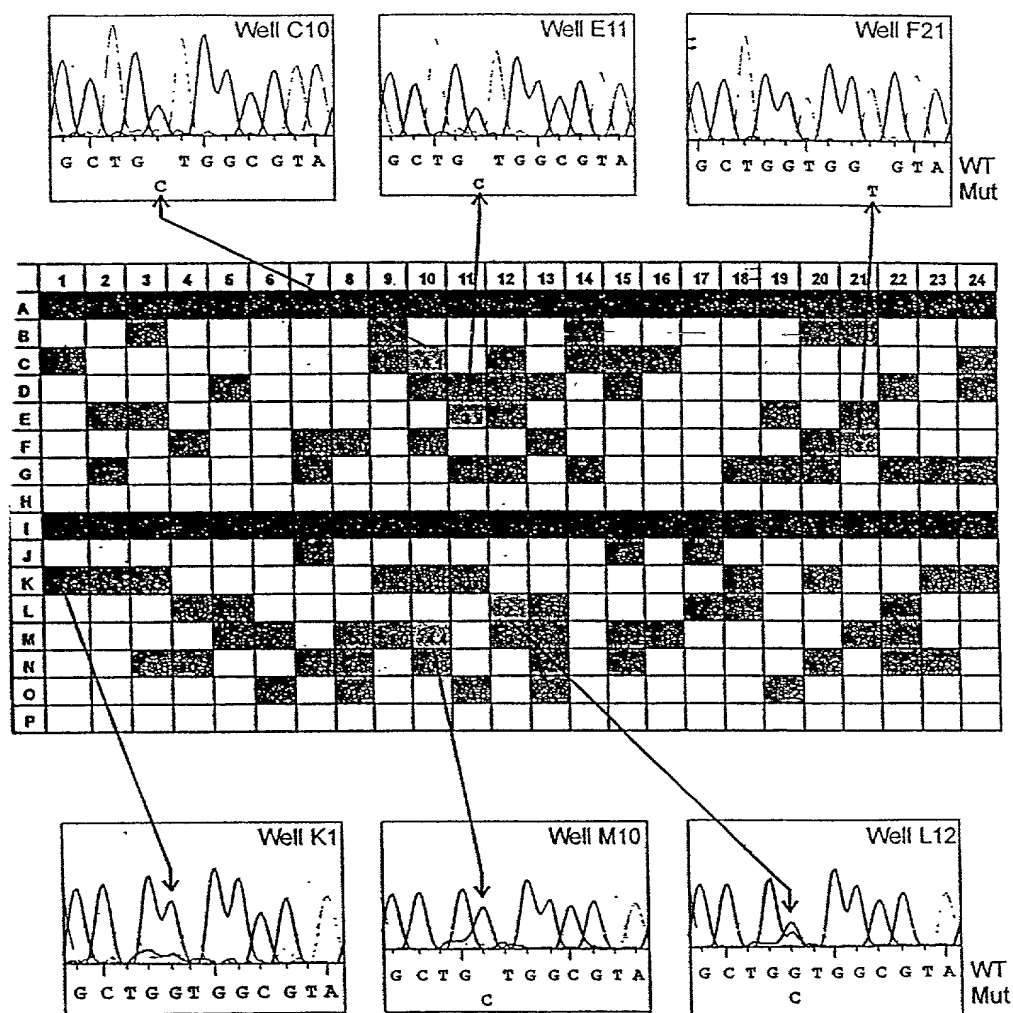 Well C10
G C T G T G G C G T A
C
Well E11
G C T G T G G C G T A
C
Well F21
G C T G G T G G G T A WT
T Mut
1 2 3 4 5 6 7 8 9 10 11 12 13 14 15 16 17 18 19 20 21 22 23 24
A
B
C
D
E
F
G
H
I
J
K
L
M
N
O
P
Well K1
G C T G G T G G C G T A
Well M10
G C T G T G G C G T A
C
Well L12
G C T G G T G G C G T A WT
C Mut